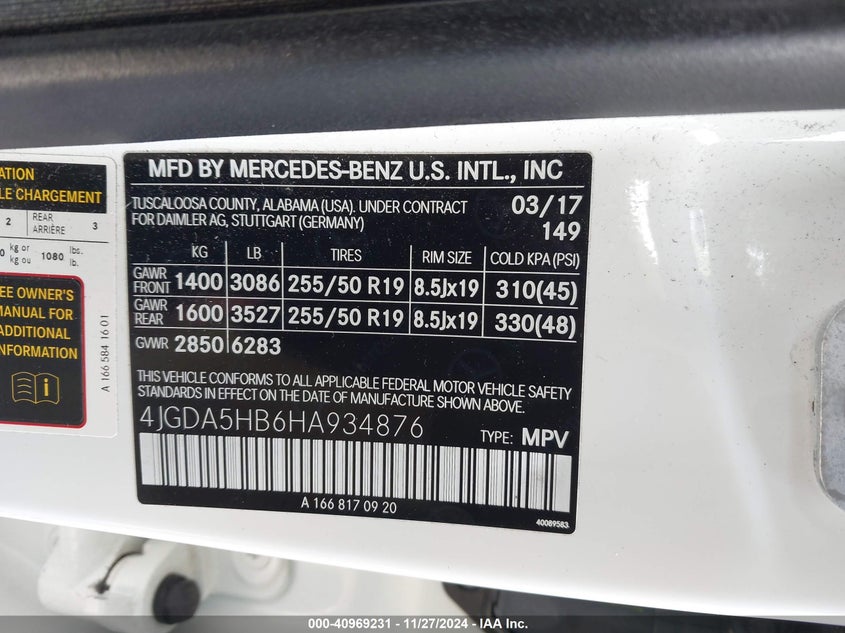 ATION
LE CHARGEMENT
2 REAR ARRIÈRE 3
0 kg or kg ou 1080 lbs. lb.
EE OWNER'S
MANUAL FOR
ADDITIONAL
INFORMATION
A 166 584 16 01
MFD BY MERCEDES-BENZ U.S. INTL., INC
TUSCALOOSA COUNTY, ALABAMA (USA). UNDER CONTRACT
FOR DAIMLER AG, STUTTGART (GERMANY)
03/17
149
KG LB TIRES RIM SIZE COLD KPA (PSI)
GAWR FRONT 1400 3086 255/50 R19 8.5Jx19 310(45)
GAWR REAR 1600 3527 255/50 R19 8.5Jx19 330(48)
GVWR 2850 6283
THIS VEHICLE CONFORMS TO ALL APPLICABLE FEDERAL MOTOR VEHICLE SAFETY
STANDARDS IN EFFECT ON THE DATE OF MANUFACTURE SHOWN ABOVE.
4JGDA5HB6HA934876
TYPE: MPV
A 166 817 09 20
40089583
000-40969231 - 11/27/2024 - IAA Inc.